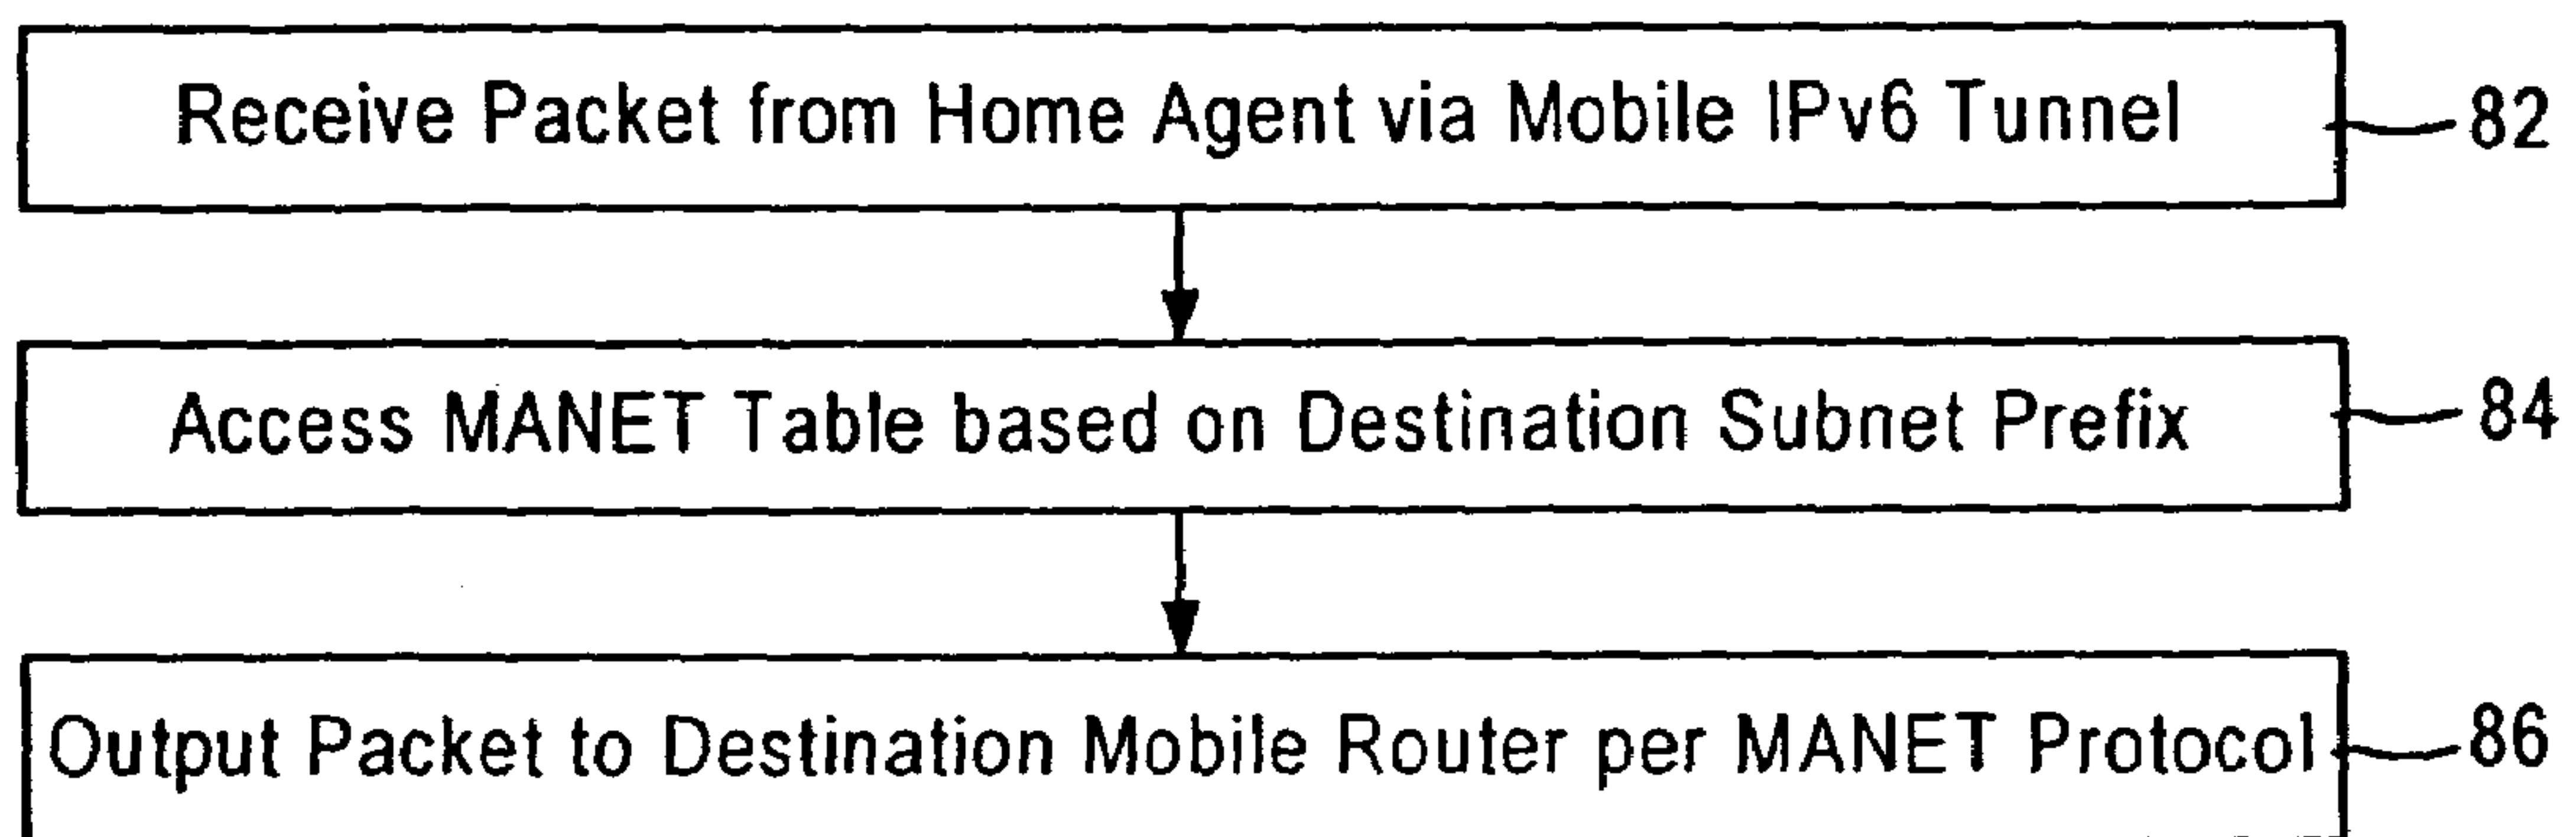 Receive Packet from Home Agent via Mobile IPv6 Tunnel 82
Access MANET Table based on Destination Subnet Prefix 84
Output Packet to Destination Mobile Router per MANET Protocol 86